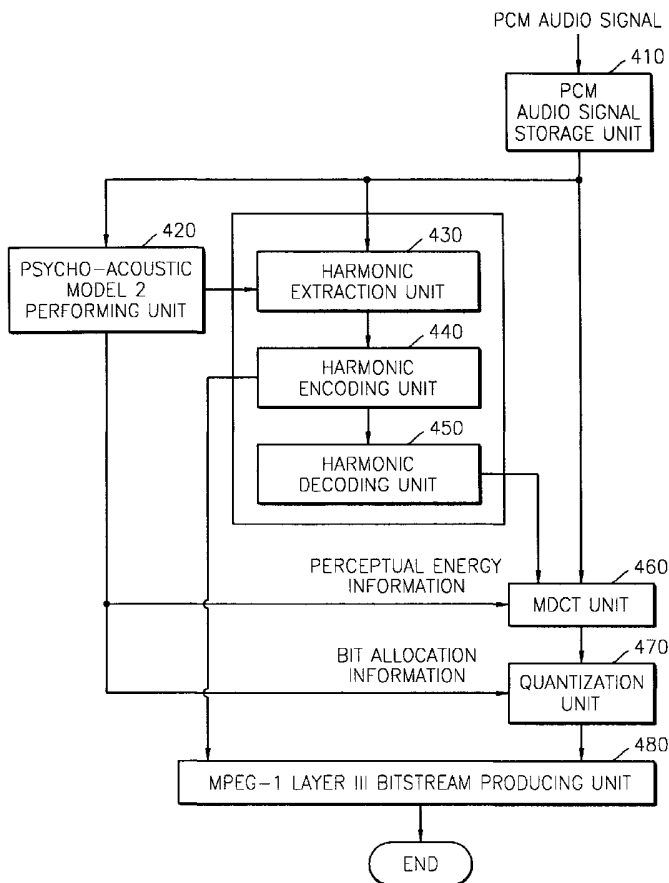 PCM AUDIO SIGNAL
410
PCM
AUDIO SIGNAL
STORAGE UNIT
420
PSYCHO-ACOUSTIC
MODEL 2
PERFORMING UNIT
430
HARMONIC
EXTRACTION UNIT
440
HARMONIC
ENCODING UNIT
450
HARMONIC
DECODING UNIT
PERCEPTUAL ENERGY
INFORMATION
460
MDCT UNIT
BIT ALLOCATION
INFORMATION
470
QUANTIZATION
UNIT
480
MPEG-1 LAYER III BITSTREAM PRODUCING UNIT
END